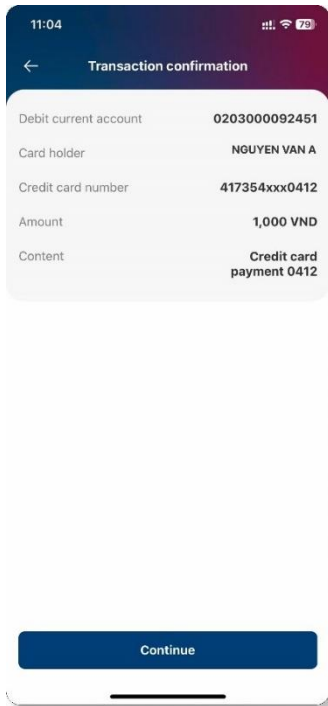 11:04
79
Transaction confirmation
Debit current account 0203000092451
Card holder NGUYEN VAN A
Credit card number 417354xxx0412
Amount 1,000 VND
Content Credit card
payment 0412
Continue